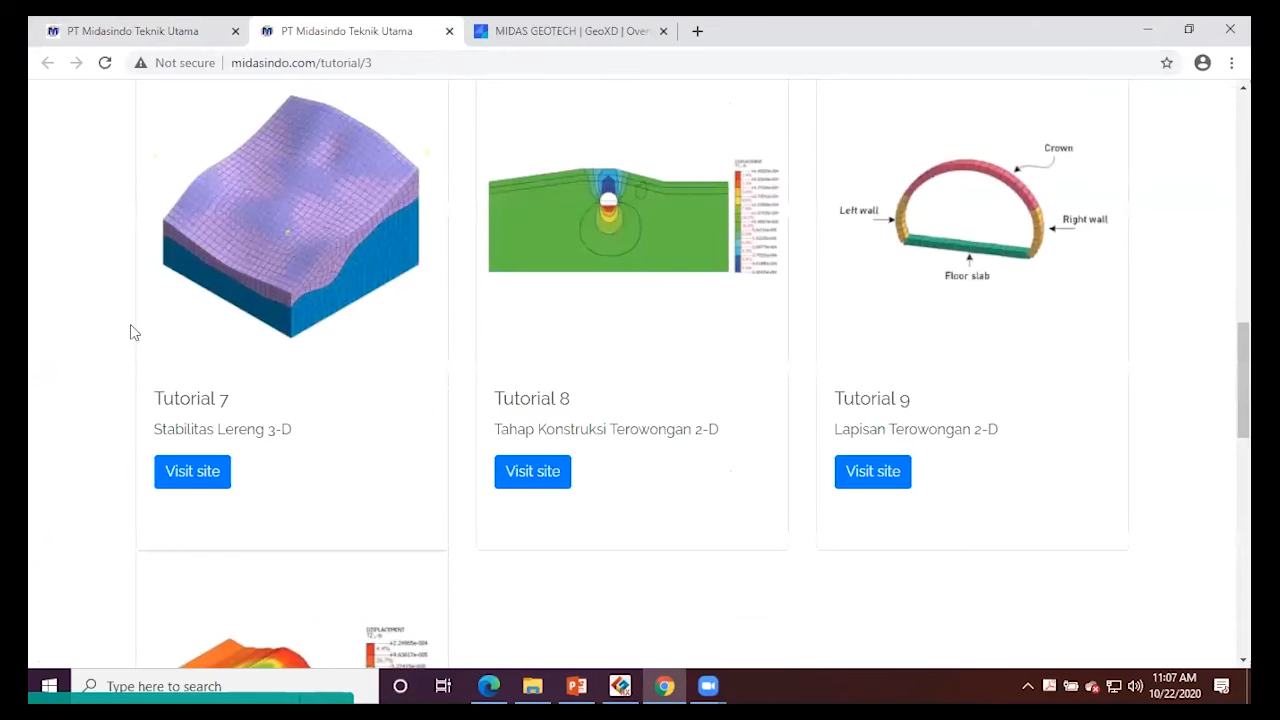 PT Midasindo Teknik Utama
PT Midasindo Teknik Utama
MIDAS GEOTECH | GeoXD | Over
Not secure
midasindo.com/tutorial/3
Crown
Left wall
Right wall
Floor slab
Tutorial 7
Stabilitas Lereng 3-D
Visit site
Tutorial 8
Tahap Konstruksi Terowongan 2-D
Visit site
Tutorial 9
Lapisan Terowongan 2-D
Visit site
DISPLACEMENT
Type here to search
11:07 AM
10/22/2020